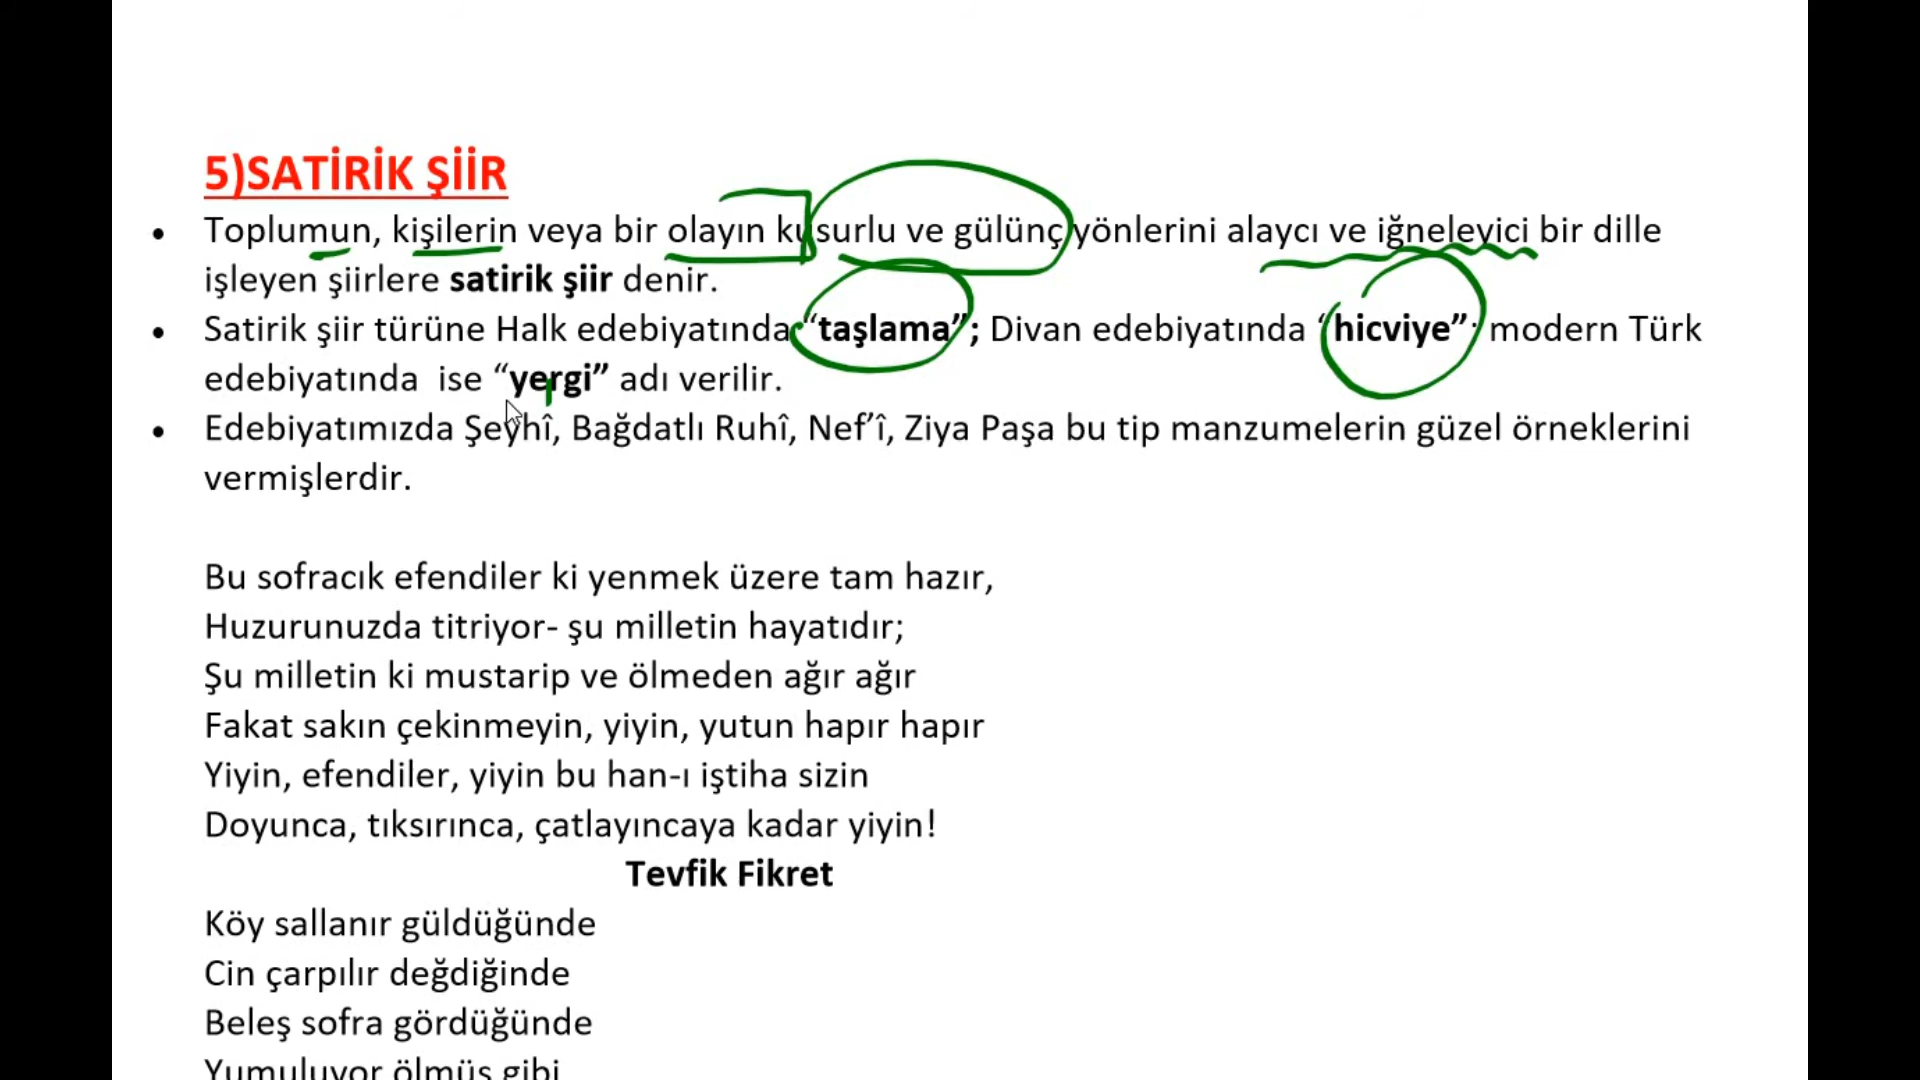 5)SATİRİK ŞİİR
• Toplumun, kişilerin veya bir olayın kusurlu ve gülünç yönlerini alaycı ve iğneleyici bir dille
işleyen şiirlere satirik şiir denir.
• Satirik şiir türüne Halk edebiyatında “taşlama”; Divan edebiyatında “hicviye”; modern Türk
edebiyatında ise “yergi” adı verilir.
• Edebiyatımızda Şeyhî, Bağdatlı Ruhî, Nef’î, Ziya Paşa bu tip manzumelerin güzel örneklerini
vermişlerdir.
Bu sofracık efendiler ki yenmek üzere tam hazır,
Huzurunuzda titriyor- şu milletin hayatıdır;
Şu milletin ki mustarip ve ölmeden ağır ağır
Fakat sakın çekinmeyin, yiyin, yutun hapır hapır
Yiyin, efendiler, yiyin bu han-ı iştiha sizin
Doyunca, tıksırınca, çatlayıncaya kadar yiyin!
Tevfik Fikret
Köy sallanır güldüğünde
Cin çarpılır değdiğinde
Beleş sofra gördüğünde
Yumuluyor ölmüş gibi